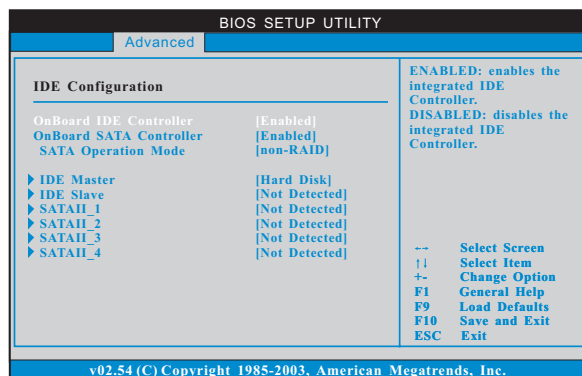 BIOS SETUP UTILITY
Advanced
IDE Configuration
OnBoard IDE Controller [Enabled]
OnBoard SATA Controller [Enabled]
SATA Operation Mode [non-RAID]
IDE Master [Hard Disk]
IDE Slave [Not Detected]
SATAII_1 [Not Detected]
SATAII_2 [Not Detected]
SATAII_3 [Not Detected]
SATAII_4 [Not Detected]
ENABLED: enables the
integrated IDE
Controller.
DISABLED: disables the
integrated IDE
Controller.
←→ Select Screen
↑↓ Select Item
+- Change Option
F1 General Help
F9 Load Defaults
F10 Save and Exit
ESC Exit
v02.54 (C) Copyright 1985-2003, American Megatrends, Inc.